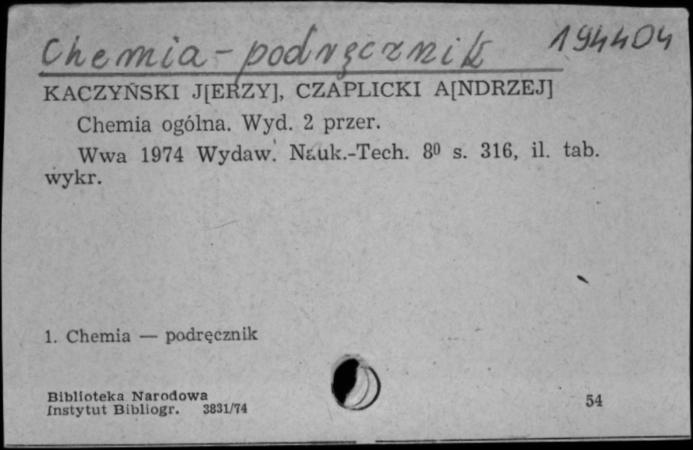 Chemia - podręcznik 194404
KACZYŃSKI J[ERZY], CZAPLICKI A[NDRZEJ]
Chemia ogólna. Wyd. 2 przer.
Wwa 1974 Wydaw. Nauk.-Tech. 8⁰ s. 316, il. tab.
wykr.
1. Chemia — podręcznik
Biblioteka Narodowa
Instytut Bibliogr. 3831/74
54